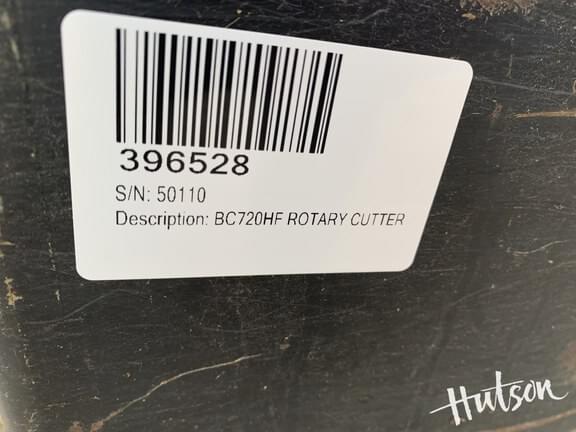 396528
S/N: 50110
Description: BC720HF ROTARY CUTTER
Hutson